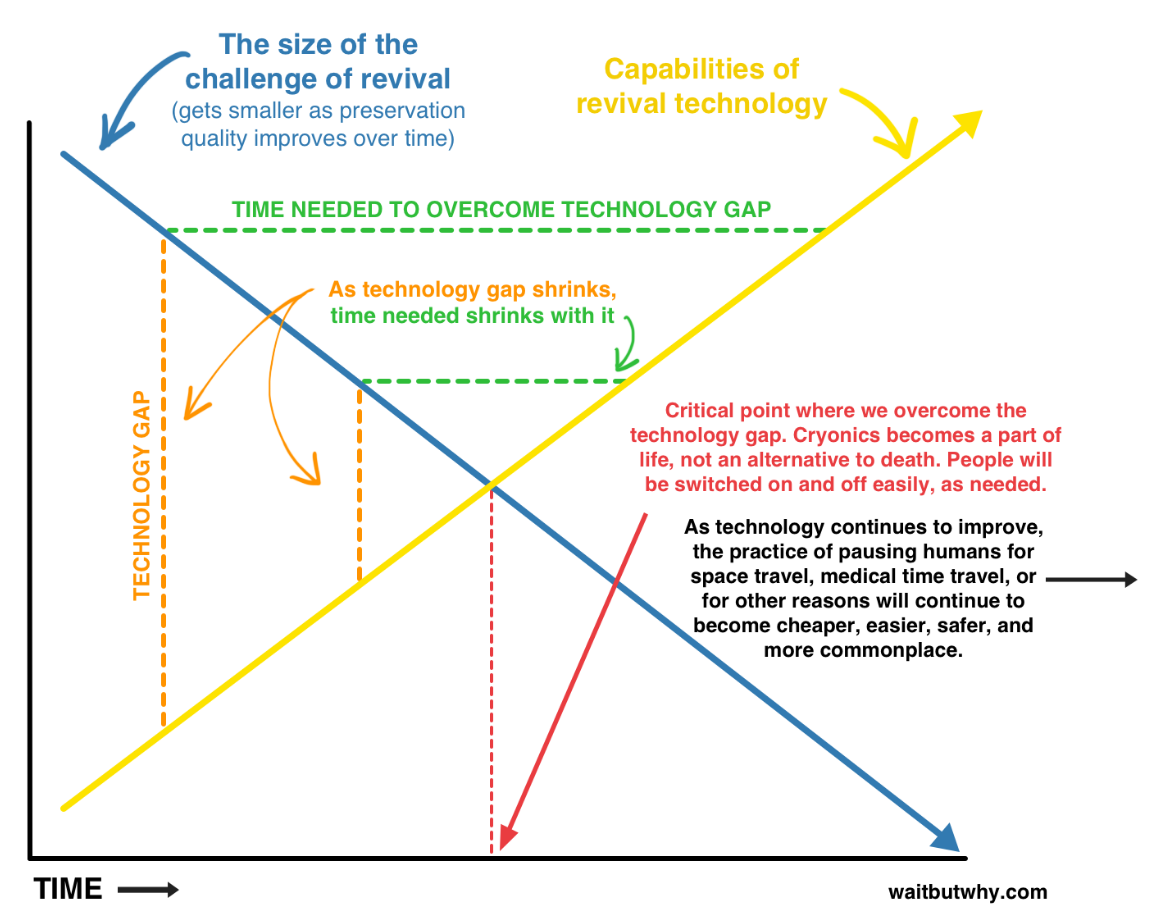 The size of the
challenge of revival
(gets smaller as preservation
quality improves over time)
Capabilities of
revival technology
TIME NEEDED TO OVERCOME TECHNOLOGY GAP
As technology gap shrinks,
time needed shrinks with it
TECHNOLOGY GAP
Critical point where we overcome the
technology gap. Cryonics becomes a part of
life, not an alternative to death. People will
be switched on and off easily, as needed.
As technology continues to improve,
the practice of pausing humans for
space travel, medical time travel, or
for other reasons will continue to
become cheaper, easier, safer, and
more commonplace.
TIME
waitbutwhy.com